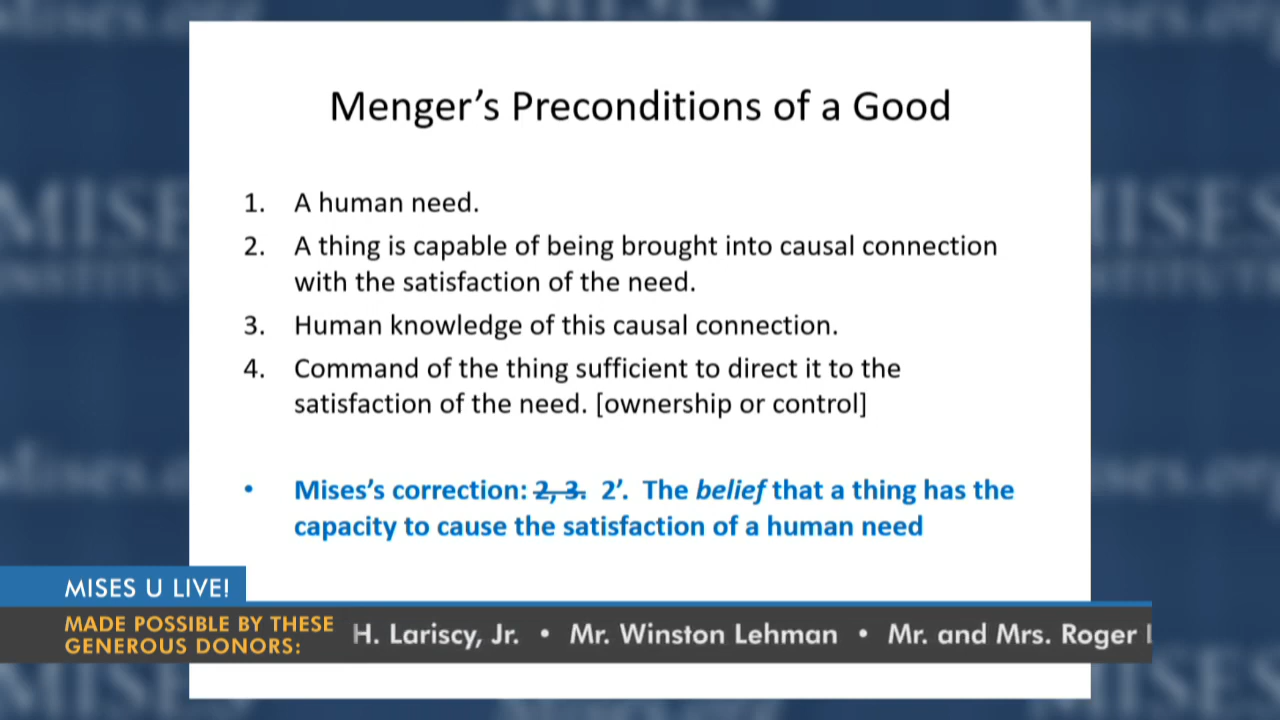 Menger’s Preconditions of a Good
1. A human need.
2. A thing is capable of being brought into causal connection
with the satisfaction of the need.
3. Human knowledge of this causal connection.
4. Command of the thing sufficient to direct it to the
satisfaction of the need. [ownership or control]
• Mises’s correction: 2, 3. 2’. The belief that a thing has the
capacity to cause the satisfaction of a human need
MISES U LIVE!
MADE POSSIBLE BY THESE
GENEROUS DONORS:
H. Lariscy, Jr. • Mr. Winston Lehman • Mr. and Mrs. Roger